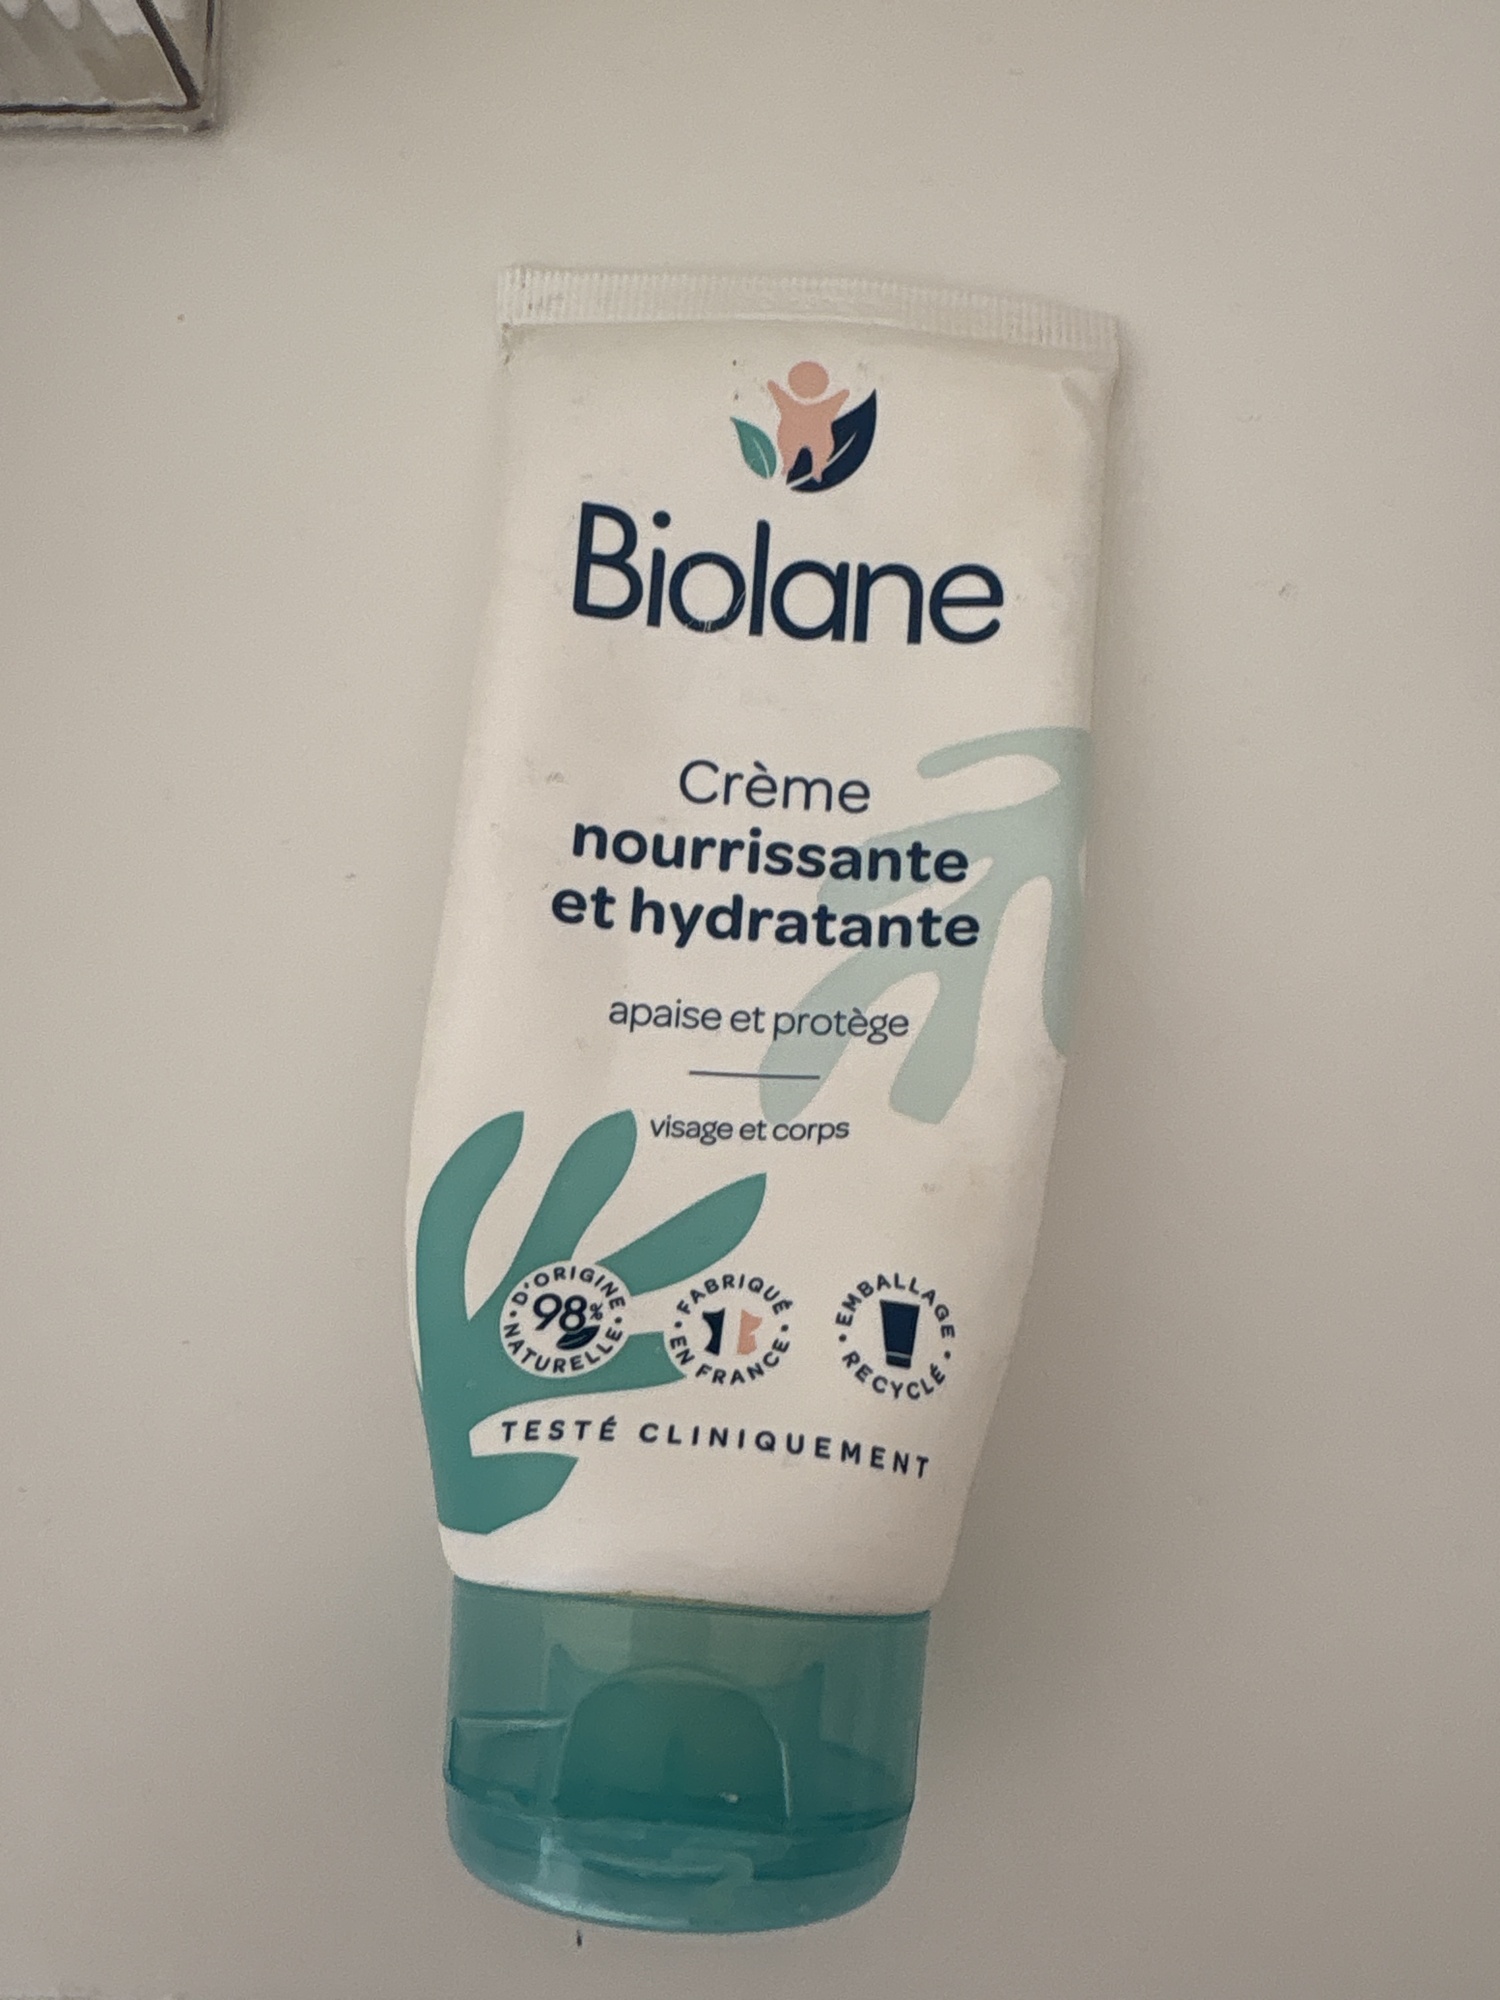 Biolane
Crème
nourrissante
et hydratante
apaise et protège
visage et corps
D'ORIGINE
98%
NATURELLE
FABRIQUÉ
EN FRANCE
EMBALLAGE
RECYCLÉ
TESTÉ CLINIQUEMENT